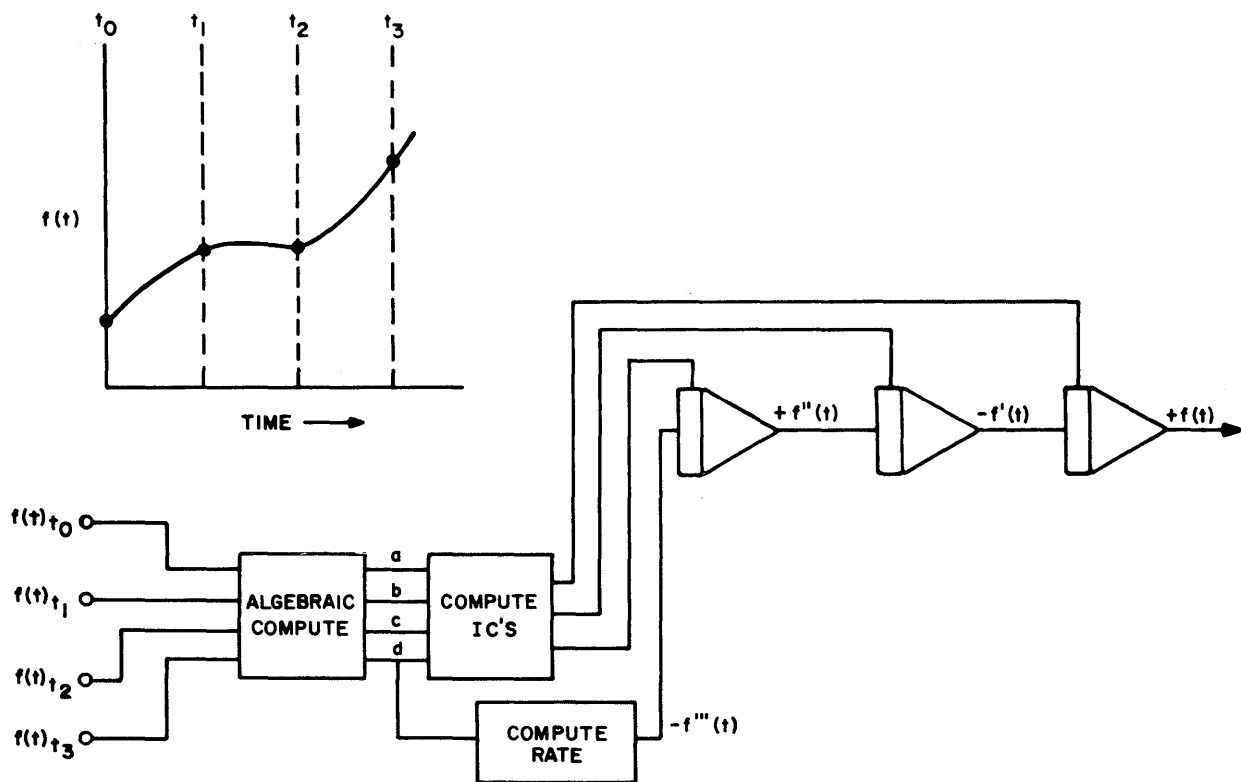 t0 t1 t2 t3
f(t)
TIME
+f''(t) -f'(t) +f(t)
f(t)t0
f(t)t1
f(t)t2
f(t)t3
ALGEBRAIC
COMPUTE
a
b
c
d
COMPUTE
IC'S
COMPUTE
RATE
-f'''(t)